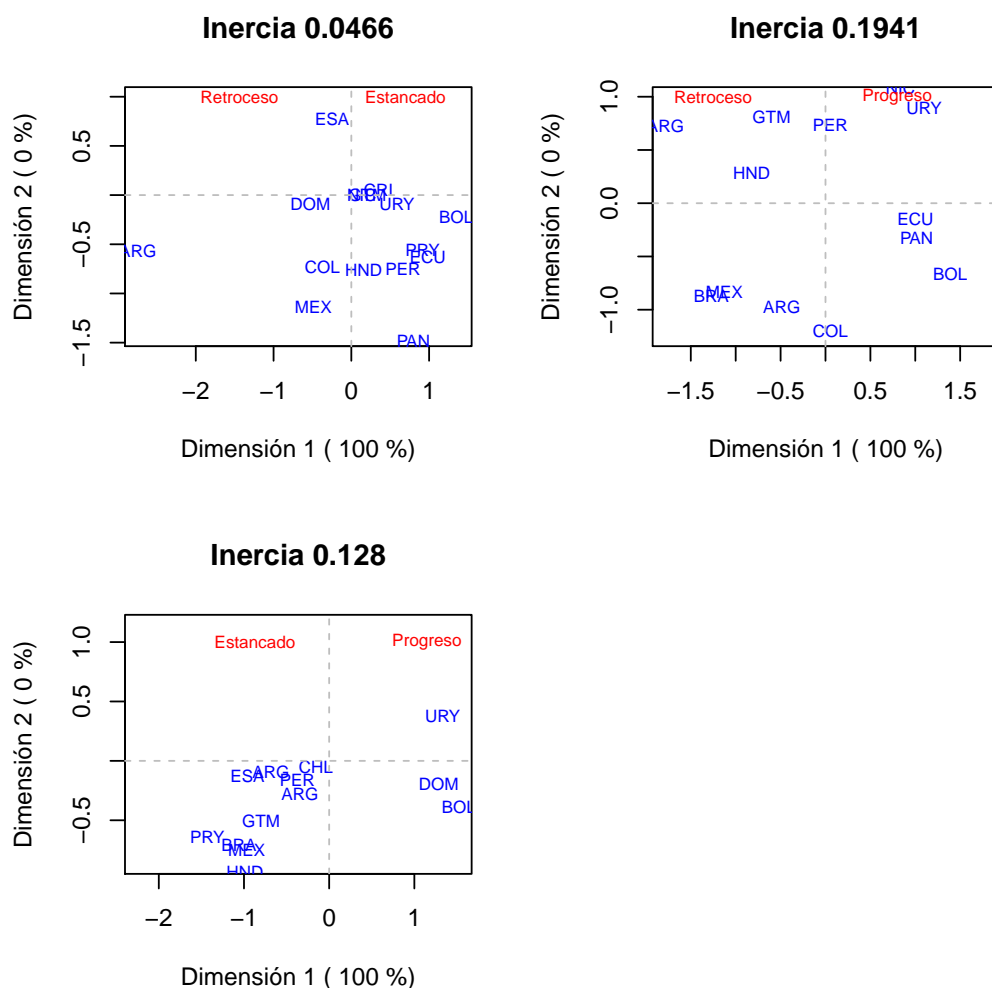 Inercia 0.0466
Retroceso Estancado
ESA
CRI
GTM
DOM URY
BOL
ARG PRY
ECU
COL HND PER
MEX
PAN
0.5
−0.5
−1.5
−2 −1 0 1
Dimensión 2 ( 0 %)
Dimensión 1 ( 100 %)
Inercia 0.1941
Retroceso Progreso
NIC
URY
ARG GTM PER
HND
ECU
PAN
BOL
BRA MEX
ARG
COL
1.0
0.0
−1.0
−1.5 −0.5 0.5 1.5
Dimensión 2 ( 0 %)
Dimensión 1 ( 100 %)
Inercia 0.128
Estancado Progreso
URY
ESA ARG CHL
PER
ARG
DOM
BOL
GTM
PRY BRA
MEX
HND
1.0
0.5
−0.5
−2 −1 0 1
Dimensión 2 ( 0 %)
Dimensión 1 ( 100 %)